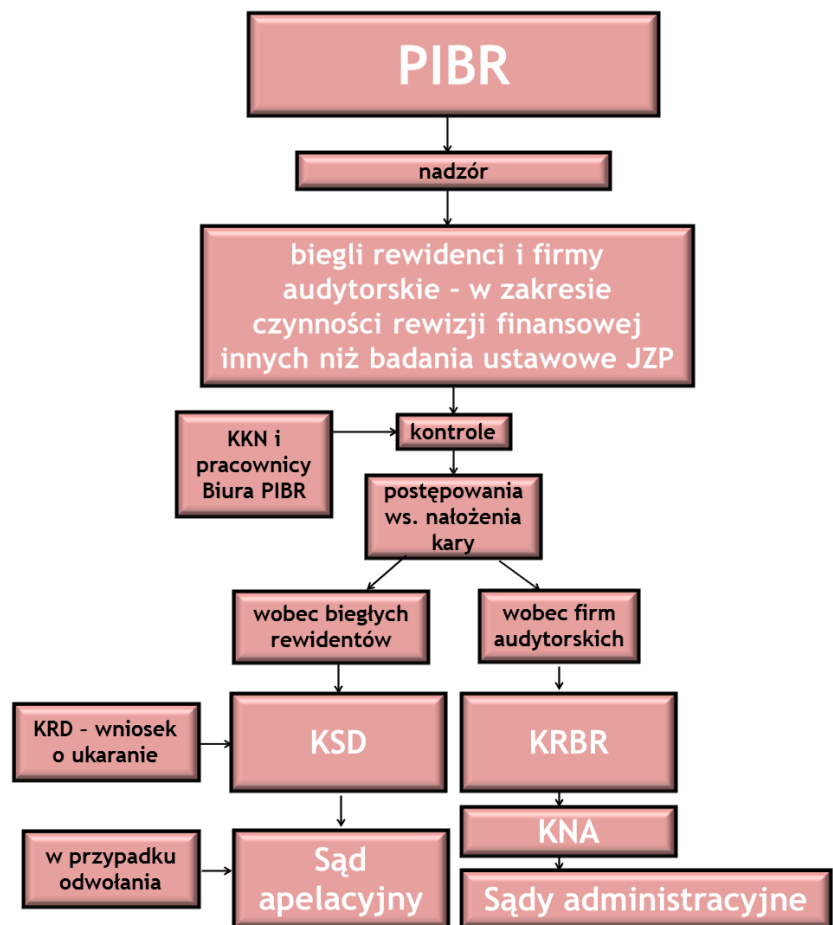 PIBR
nadzór
biegli rewidenci i firmy
audytorskie – w zakresie
czynności rewizji finansowej
innych niż badania ustawowe JZP
KKN i
pracownicy
Biura PIBR
kontrole
postępowania
ws. nałożenia
kary
wobec biegłych
rewidentów
wobec firm
audytorskich
KRD – wniosek
o ukaranie
KSD
KRBR
KNA
w przypadku
odwołania
Sąd
apelacyjny
Sądy administracyjne